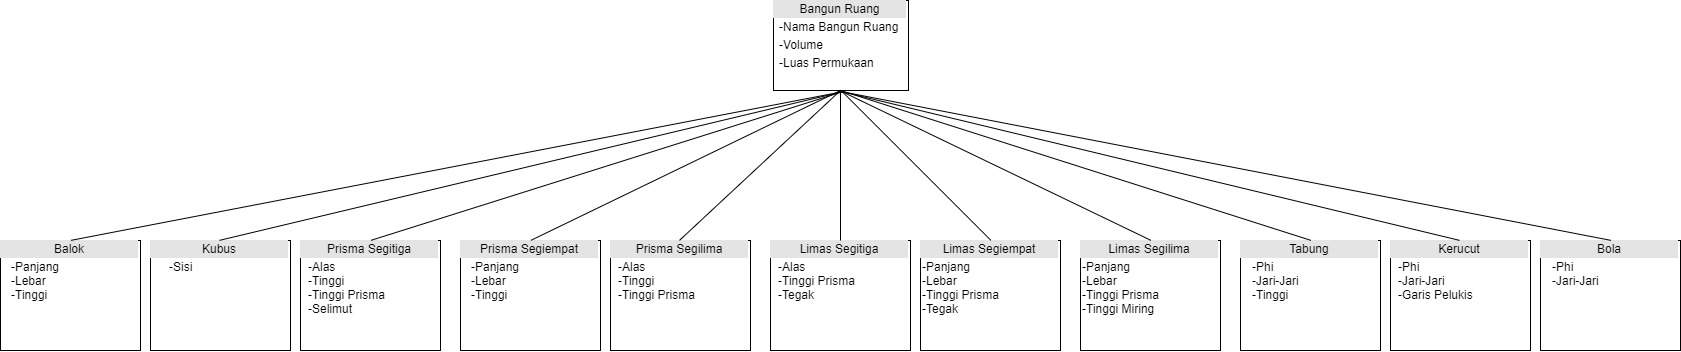 Bangun Ruang
-Nama Bangun Ruang
-Volume
-Luas Permukaan
Balok
-Panjang
-Lebar
-Tinggi
Kubus
-Sisi
Prisma Segitiga
-Alas
-Tinggi
-Tinggi Prisma
-Selimut
Prisma Segiempat
-Panjang
-Lebar
-Tinggi
Prisma Segilima
-Alas
-Tinggi
-Tinggi Prisma
Limas Segitiga
-Alas
-Tinggi Prisma
-Tegak
Limas Segiempat
-Panjang
-Lebar
-Tinggi Prisma
-Tegak
Limas Segilima
-Panjang
-Lebar
-Tinggi Prisma
-Tinggi Miring
Tabung
-Phi
-Jari-Jari
-Tinggi
Kerucut
-Phi
-Jari-Jari
-Garis Pelukis
Bola
-Phi
-Jari-Jari